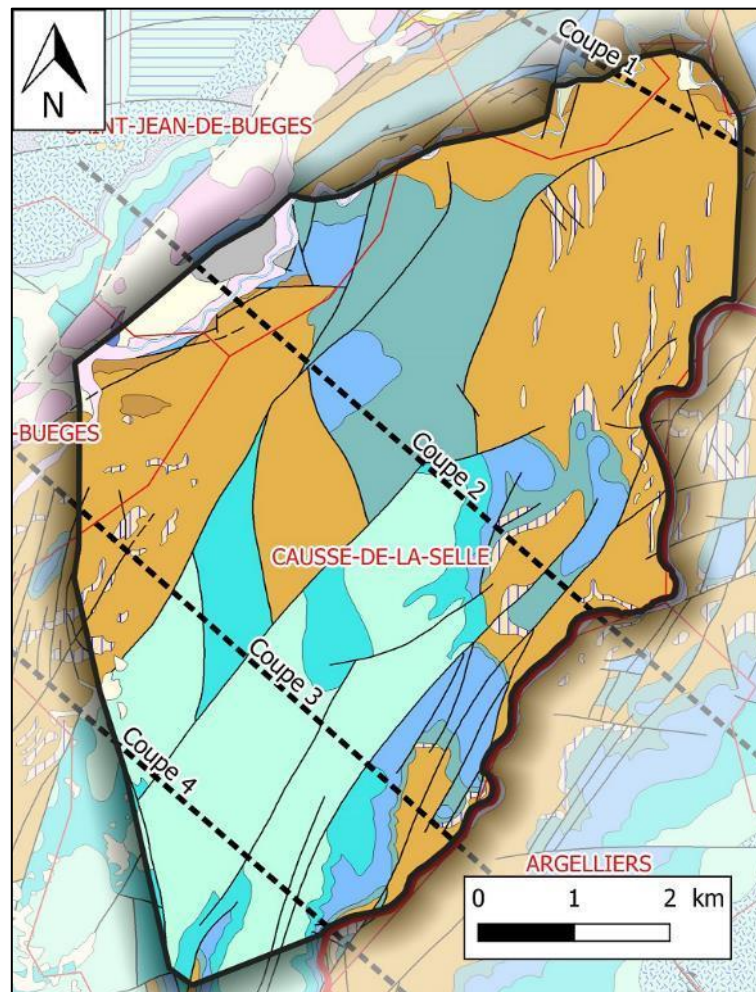 Coupe 1
N
SAINT-JEAN-DE-BUEGES
-BUEGES
Coupe 2
CAUSSE-DE-LA-SELLE
Coupe 3
Coupe 4
ARGELLIERS
0 1 2 km